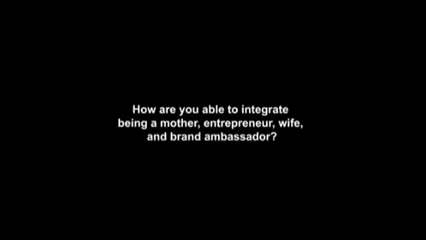 How are you able to integrate
being a mother, entrepreneur, wife,
and brand ambassador?